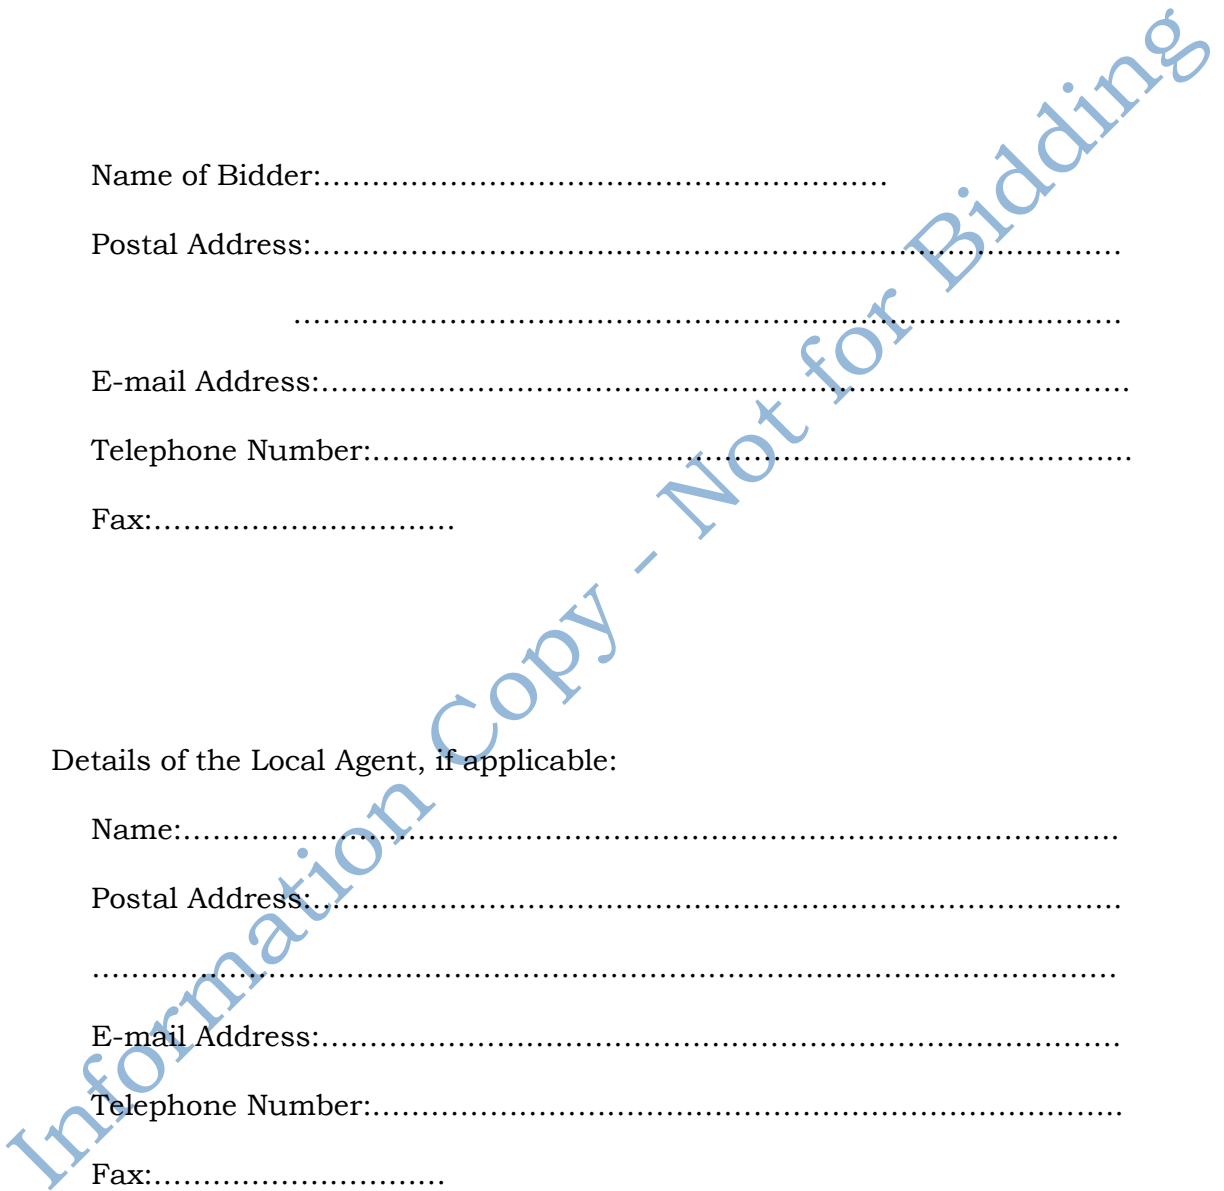 Name of Bidder:…………………………………………………
Postal Address:………………………………………………………………………
…………………………………………………………………………
E-mail Address:………………………………………………………………………
Telephone Number:…………………………………………………………………
Fax:…………………………
Details of the Local Agent, if applicable:
Name:…………………………………………………………………………………
Postal Address:………………………………………………………………………
…………………………………………………………………………………………
E-mail Address:………………………………………………………………………
Telephone Number:…………………………………………………………………
Fax:…………………………
Information Copy - Not for Bidding